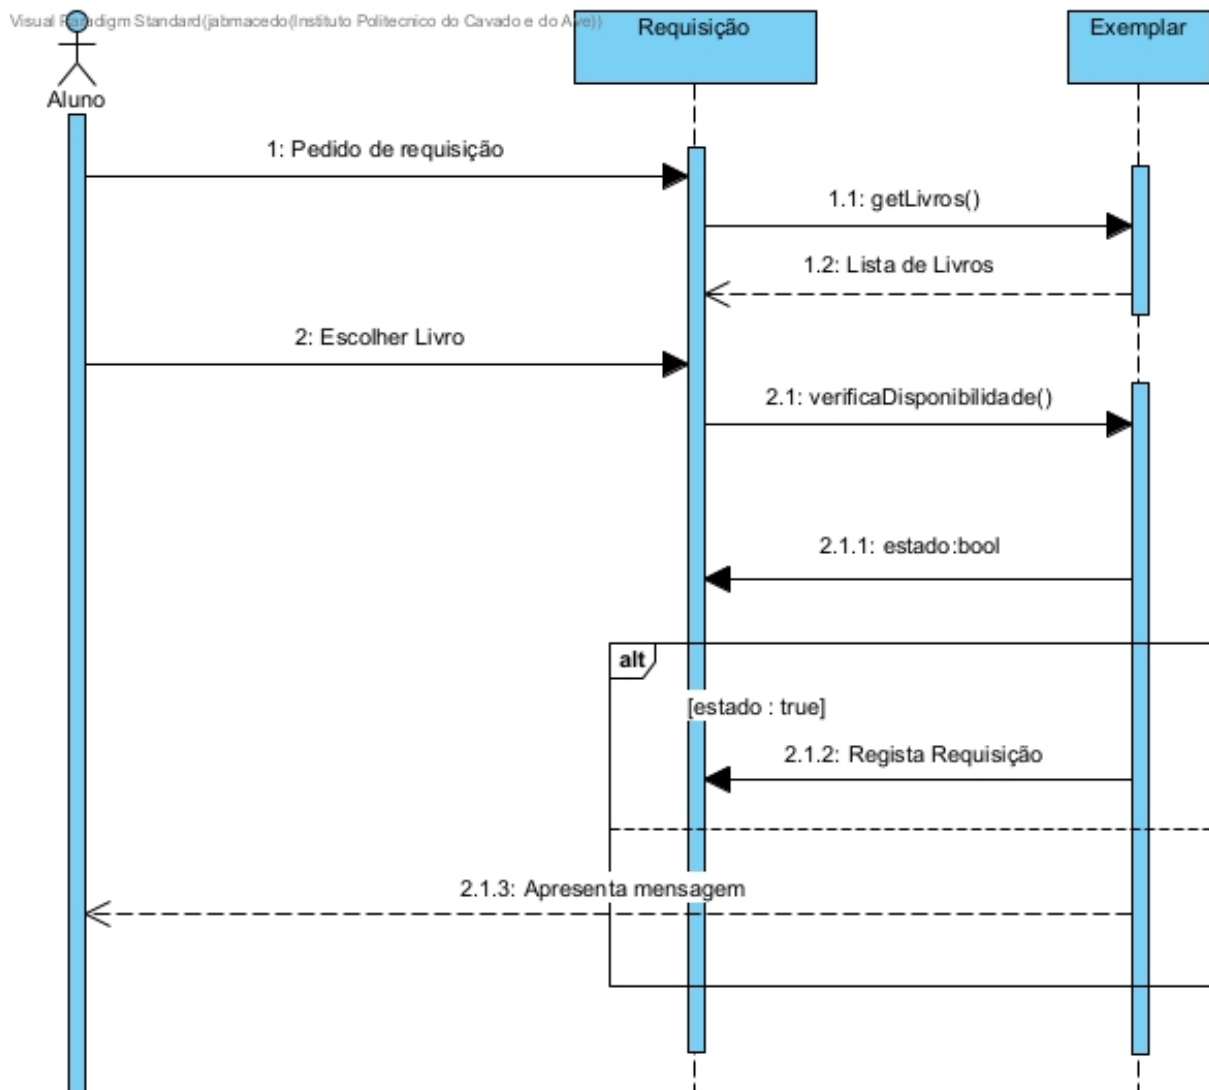 Visual Paradigm Standard(jabmacedo(Instituto Politecnico do Cavado e do Ave))
Requisição
Exemplar
Aluno
1: Pedido de requisição
1.1: getLivros()
1.2: Lista de Livros
2: Escolher Livro
2.1: verificaDisponibilidade()
2.1.1: estado:bool
alt
[estado : true]
2.1.2: Regista Requisição
2.1.3: Apresenta mensagem